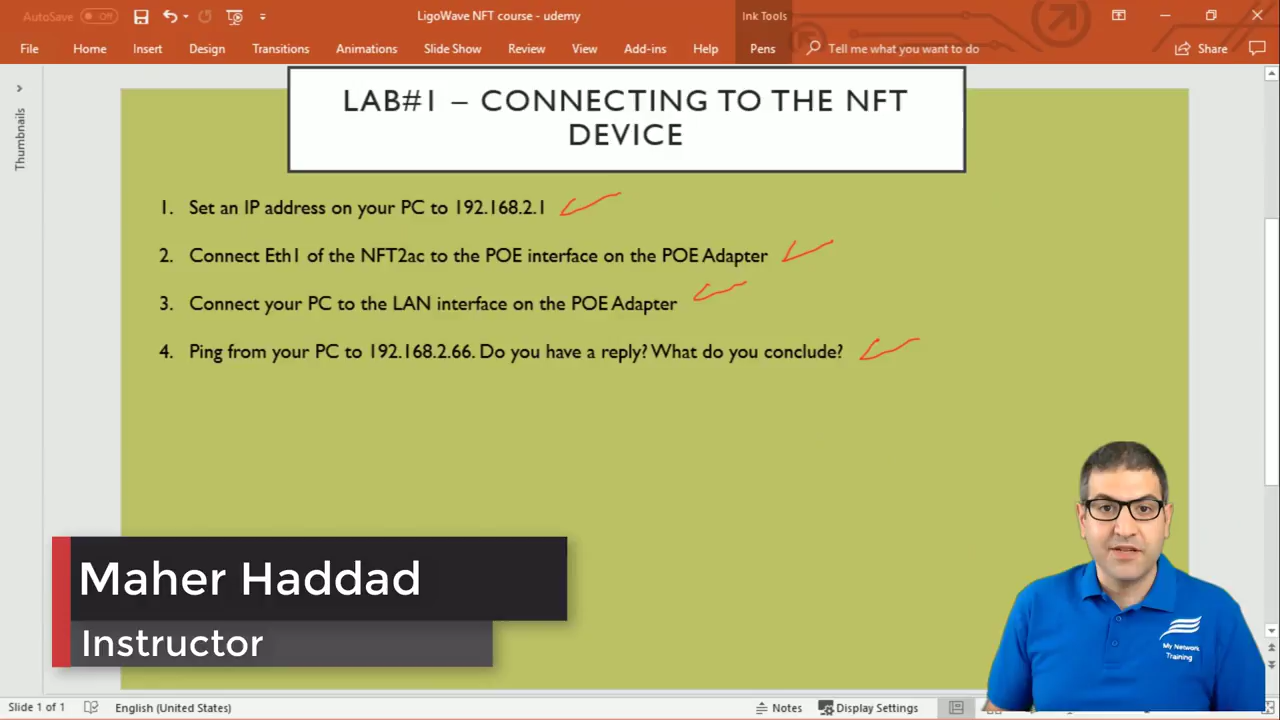 AutoSave Off LigoWave NFT course - udemy Ink Tools
File Home Insert Design Transitions Animations Slide Show Review View Add-ins Help Pens Tell me what you want to do Share
Thumbnails
LAB#1 – CONNECTING TO THE NFT
DEVICE
1. Set an IP address on your PC to 192.168.2.1
2. Connect Eth1 of the NFT2ac to the POE interface on the POE Adapter
3. Connect your PC to the LAN interface on the POE Adapter
4. Ping from your PC to 192.168.2.66. Do you have a reply? What do you conclude?
Maher Haddad
Instructor
My Network
Training
Slide 1 of 1 English (United States) Notes Display Settings